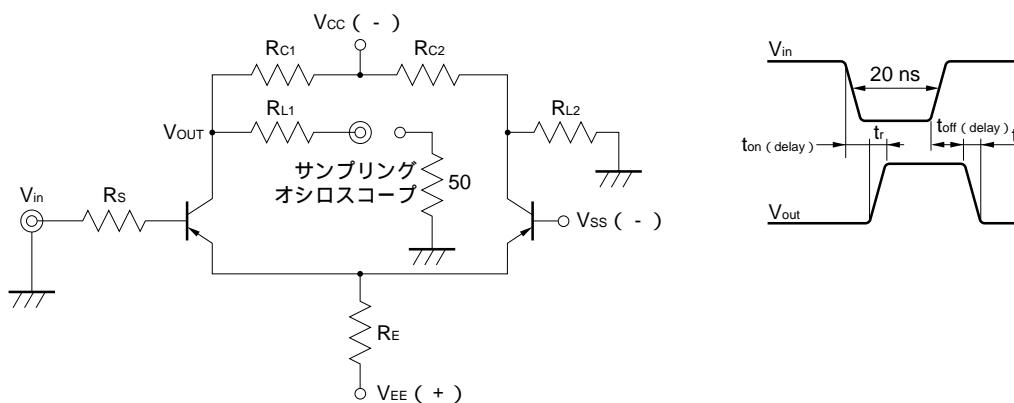 VCC ( - )
RC1
RC2
RL1
RL2
VOUT
サンプリング
オシロスコープ
50
Vin
RS
VSS ( - )
RE
VEE ( + )
Vin
20 ns
ton ( delay )
tr
toff ( delay )
Vout